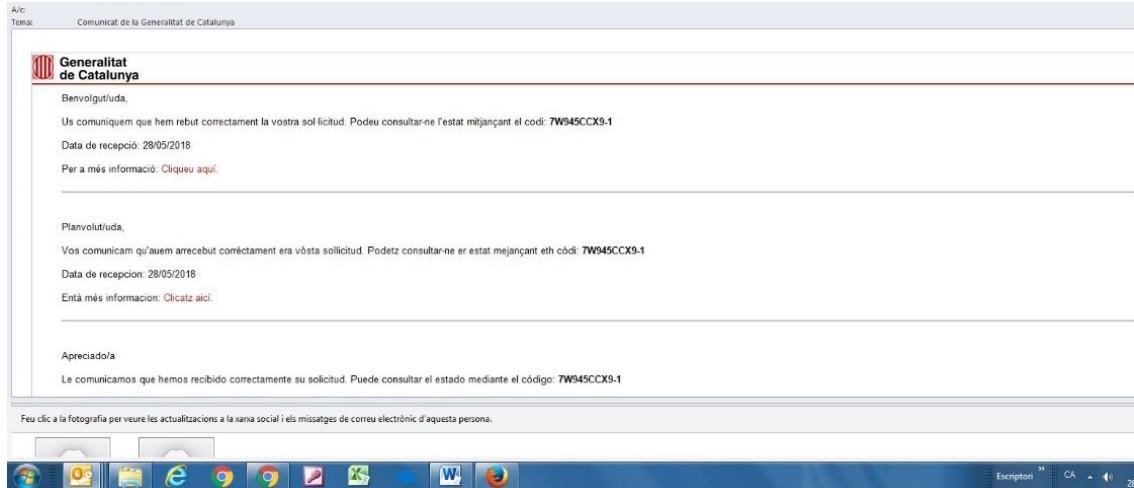 A/c:
Tema: Comunicat de la Generalitat de Catalunya
Generalitat
de Catalunya
Benvolgut/uda,
Us comuniquem que hem rebut correctament la vostra sol·licitud. Podeu consultar-ne l'estat mitjançant el codi: 7W945CCX9-1
Data de recepció: 28/05/2018
Per a més informació: Cliqueu aquí.
Planvolut/uda,
Vos comunicam qu'auem arrecebut corrèctament era vòsta sollicitud. Podetz consultar-ne er estat mejançant eth còdi: 7W945CCX9-1
Data de recepcion: 28/05/2018
Entà mès informacion: Clicatz aicí.
Apreciado/a
Le comunicamos que hemos recibido correctamente su solicitud. Puede consultar el estado mediante el código: 7W945CCX9-1
Feu clic a la fotografia per veure les actualitzacions a la xarxa social i els missatges de correu electrònic d'aquesta persona.
Escriptori » CA
28